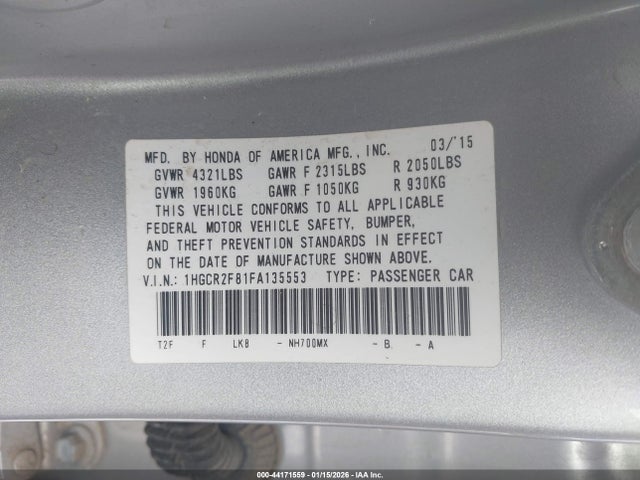 MFD. BY HONDA OF AMERICA MFG., INC. 03/'15
GVWR 4321LBS GAWR F 2315LBS R 2050LBS
GVWR 1960KG GAWR F 1050KG R 930KG
THIS VEHICLE CONFORMS TO ALL APPLICABLE
FEDERAL MOTOR VEHICLE SAFETY, BUMPER,
AND THEFT PREVENTION STANDARDS IN EFFECT
ON THE DATE OF MANUFACTURE SHOWN ABOVE.
V.I.N.: 1HGCR2F81FA135553 TYPE: PASSENGER CAR
T2F F LK8 - NH700MX - B - A
000-44171559 - 01/15/2026 - IAA Inc.